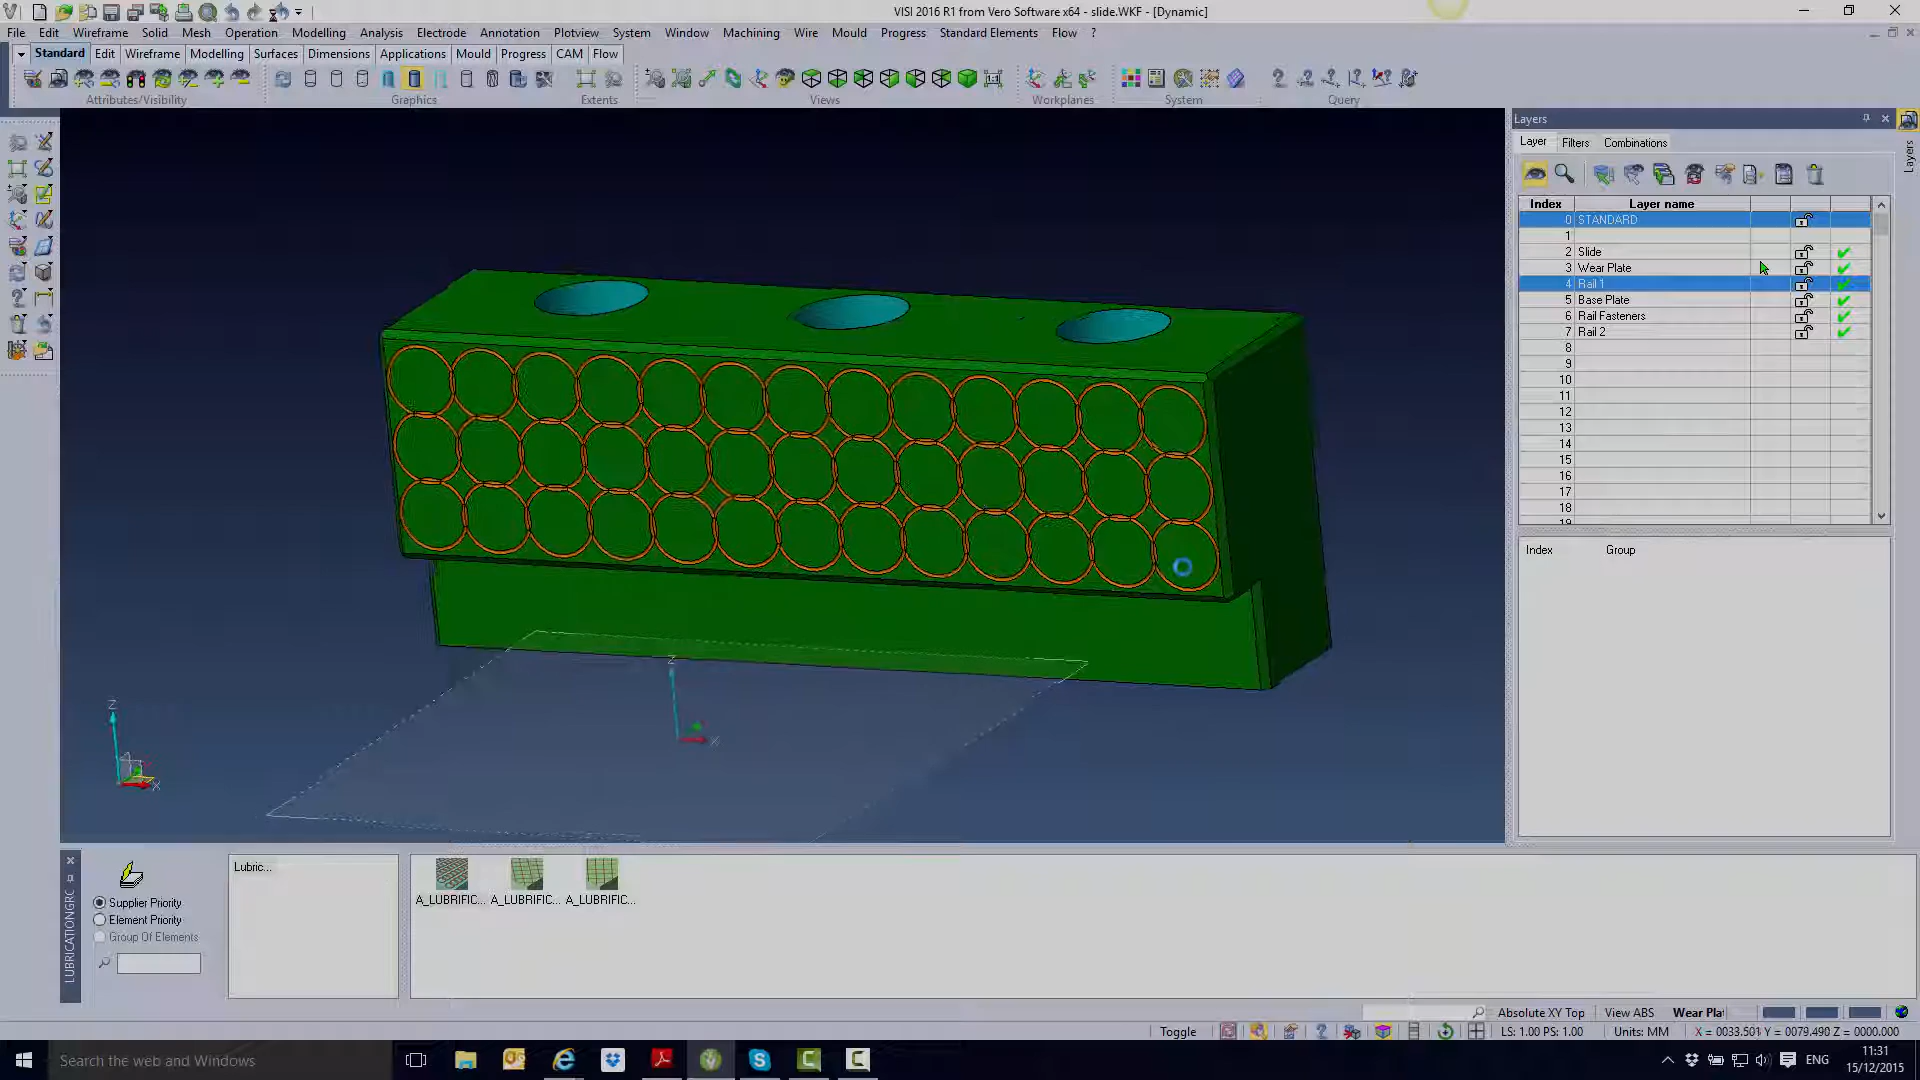 VISI 2016 R1 from Vero Software x64 - slide.WKF - [Dynamic]
File Edit Wireframe Solid Mesh Operation Modelling Analysis Electrode Annotation Plotview System Window Machining Wire Mould Progress Standard Elements Flow ?
Standard Edit Wireframe Modelling Surfaces Dimensions Applications Mould Progress CAM Flow
Attributes/Visibility Graphics Extents Views Workplanes System Query
Layers
Layer Filters Combinations
Layers
Index Layer name
0 STANDARD
1
2 Slide
3 Wear Plate
4 Rail 1
5 Base Plate
6 Rail Fasteners
7 Rail 2
8
9
10
11
12
13
14
15
16
17
18
19
Index Group
Z
X
Z
X
LUBRICATIONGRC
Supplier Priority
Element Priority
Group Of Elements
Lubric...
A_LUBRIFIC... A_LUBRIFIC... A_LUBRIFIC...
Absolute XY Top View ABS Wear Plat
Toggle LS: 1.00 PS: 1.00 Units: MM X = 0033.501 Y = 0079.490 Z = 0000.000
Search the web and Windows
ENG
11:31
15/12/2015